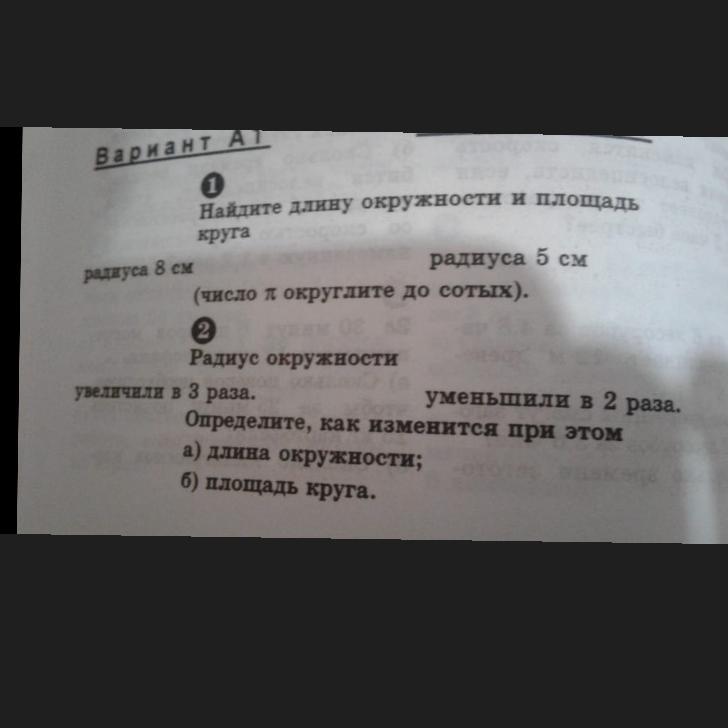 Вариант А1
1
Найдите длину окружности и площадь
круга
радиуса 8 см радиуса 5 см
(число π округлите до сотых).
2
Радиус окружности
увеличили в 3 раза. уменьшили в 2 раза.
Определите, как изменится при этом
а) длина окружности;
б) площадь круга.